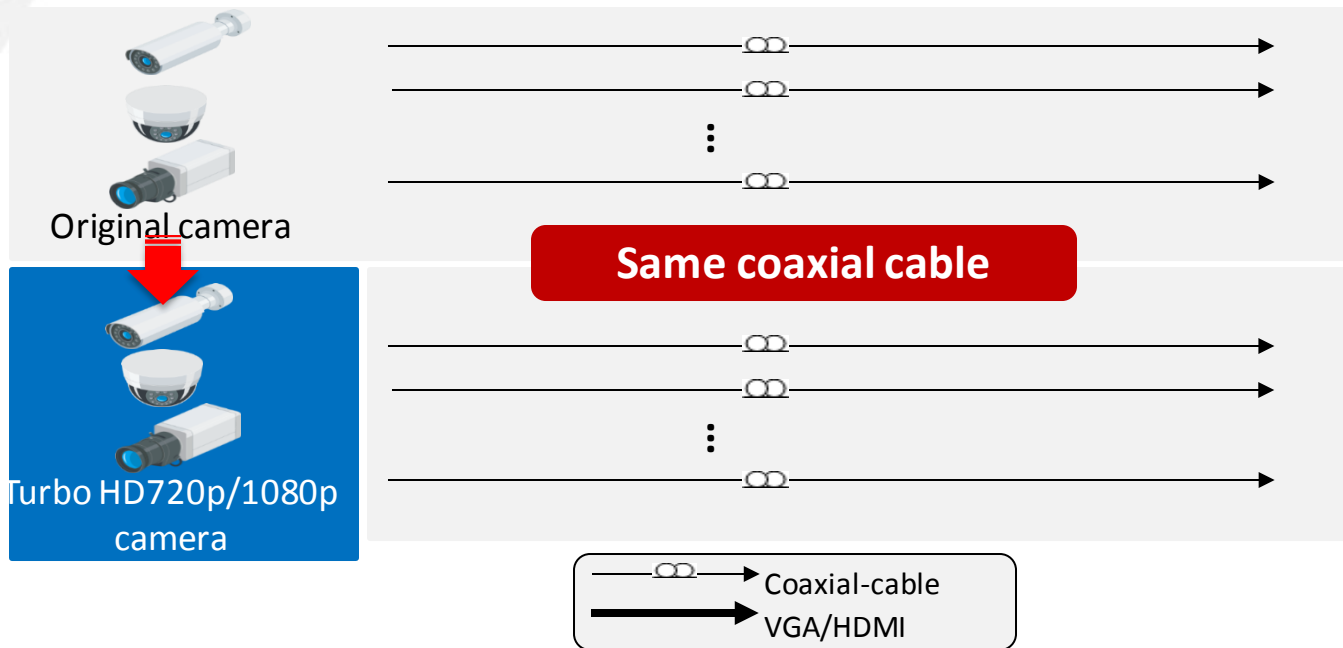 Original camera
Same coaxial cable
Turbo HD720p/1080p
camera
Coaxial-cable
VGA/HDMI